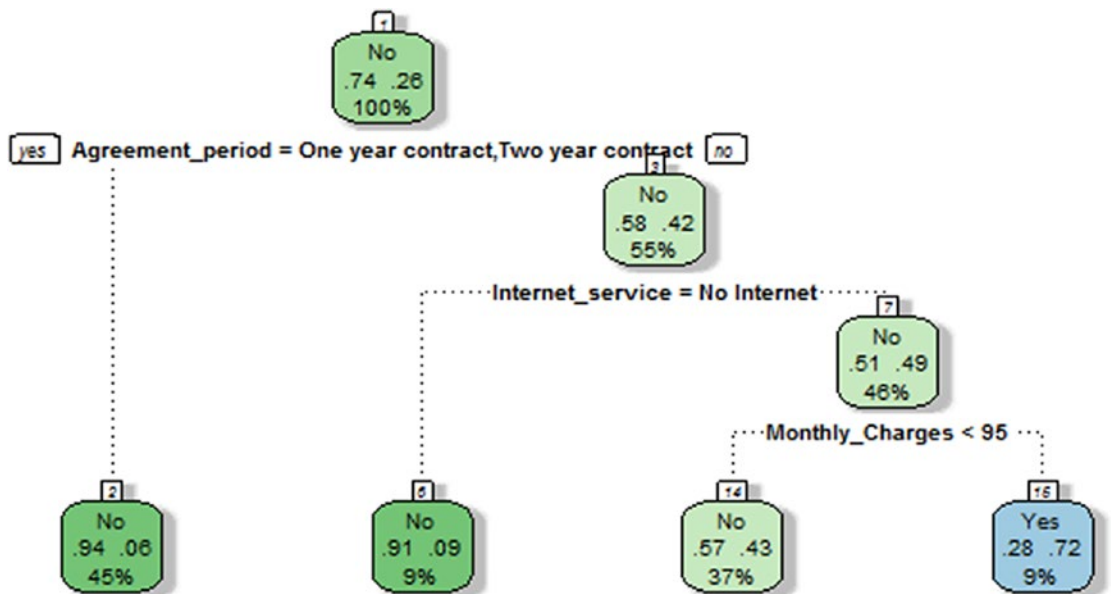 1
No
.74 .26
100%
yes Agreement_period = One year contract,Two year contract no
3
No
.58 .42
55%
Internet_service = No Internet
7
No
.51 .49
46%
Monthly_Charges < 95
2
No
.94 .06
45%
6
No
.91 .09
9%
14
No
.57 .43
37%
15
Yes
.28 .72
9%